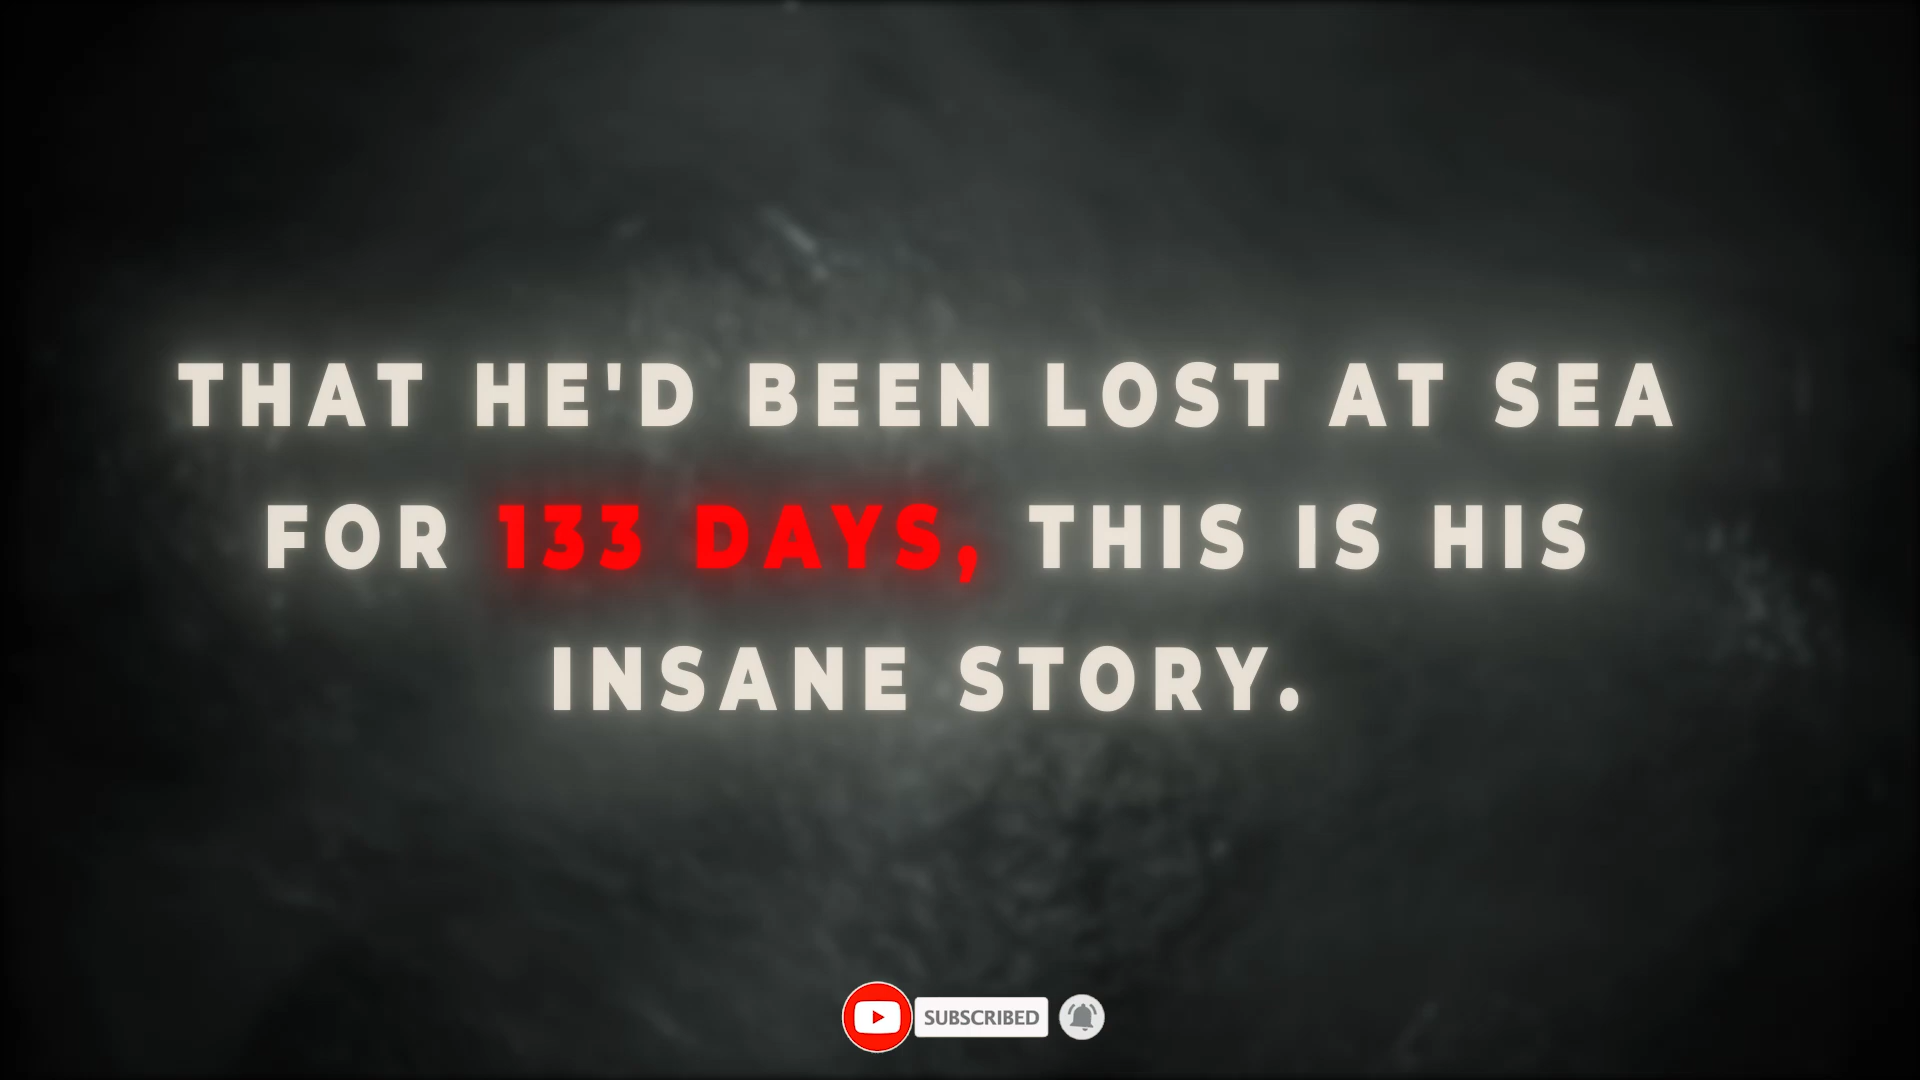 THAT HE'D BEEN LOST AT SEA
FOR 133 DAYS, THIS IS HIS
INSANE STORY.
SUBSCRIBED